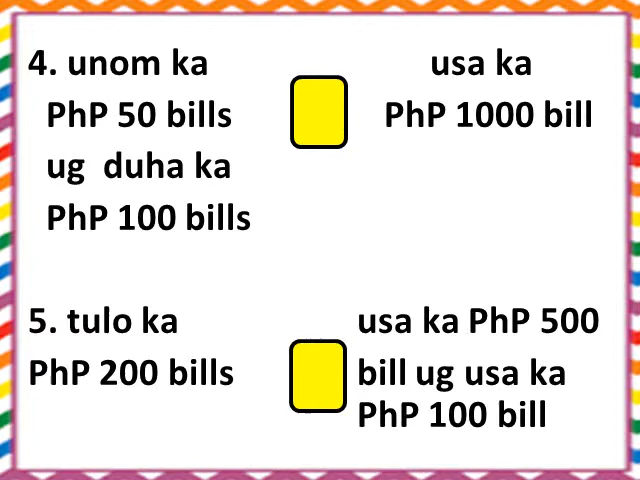 4. unom ka
PhP 50 bills
ug duha ka
PhP 100 bills
usa ka
PhP 1000 bill
5. tulo ka
PhP 200 bills
usa ka PhP 500
bill ug usa ka
PhP 100 bill